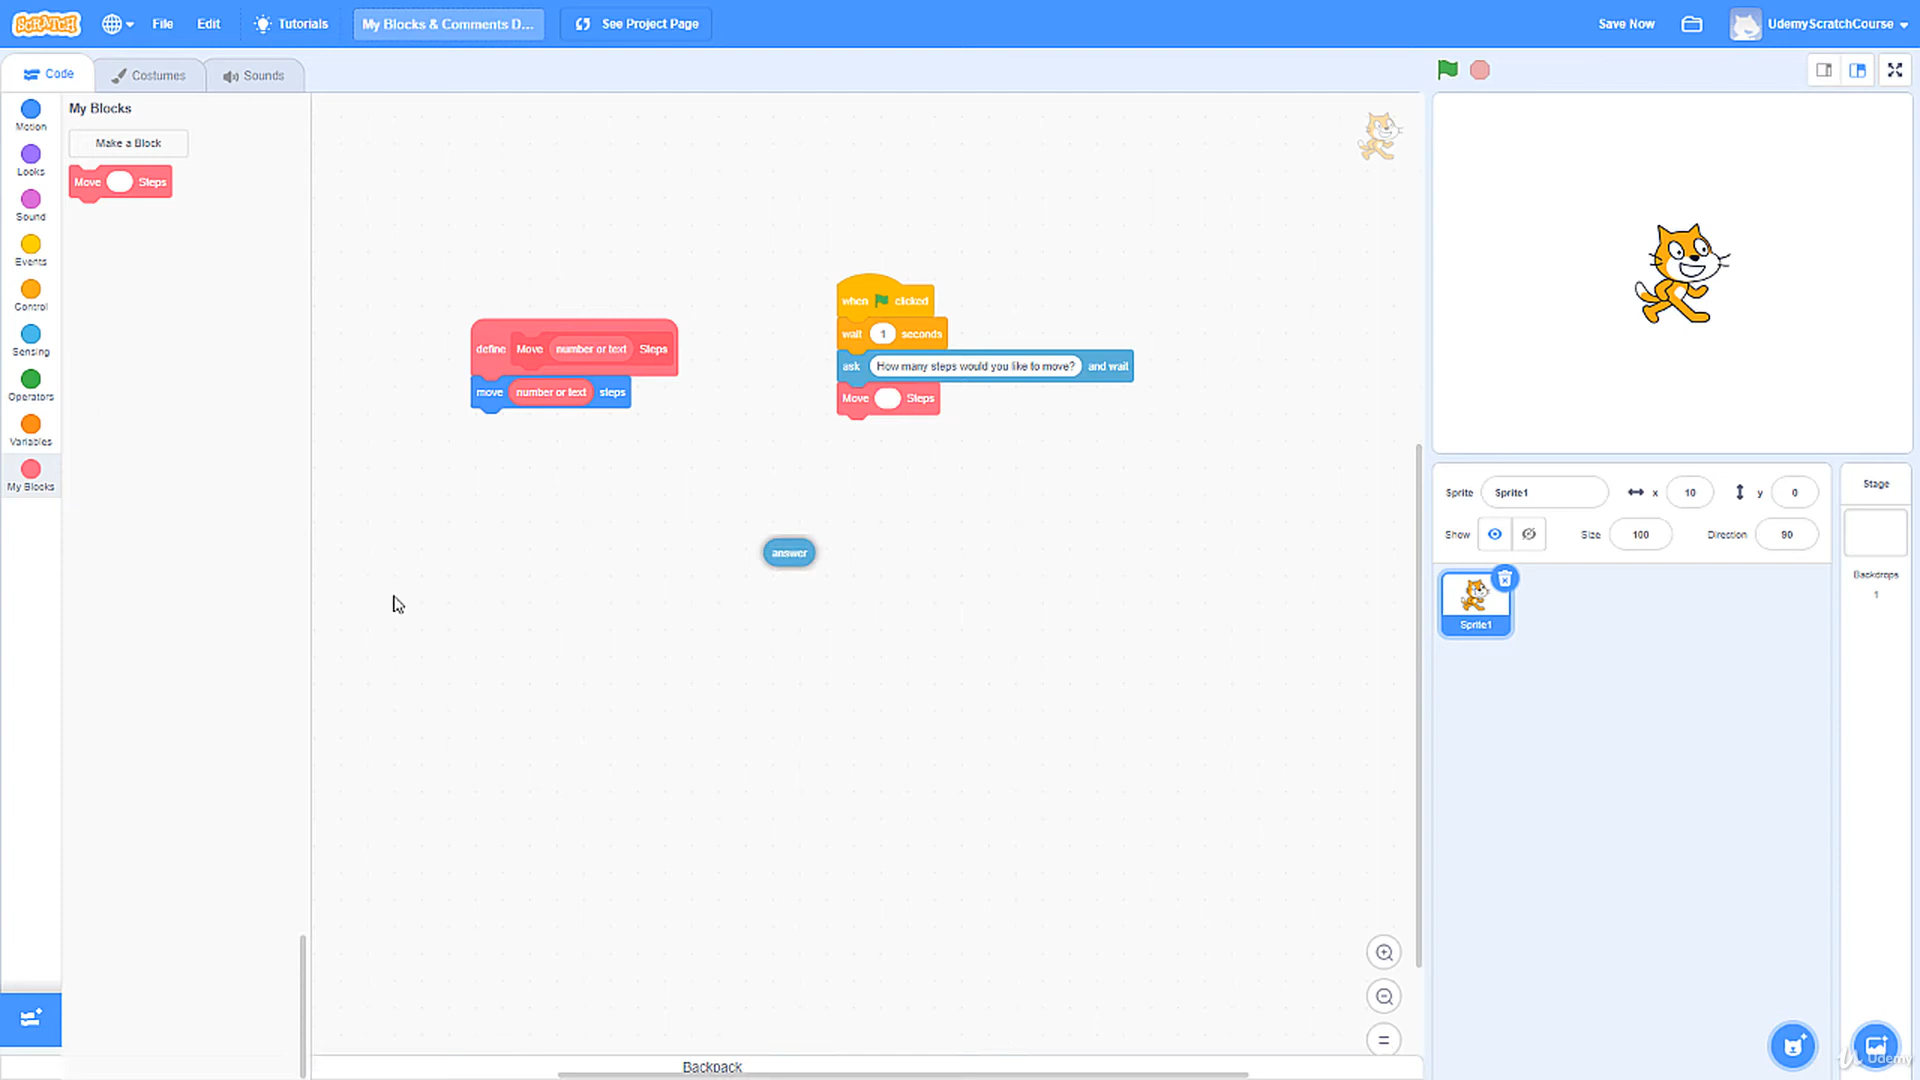 SCRATCH File Edit Tutorials My Blocks & Comments D... See Project Page Save Now UdemyScratchCourse
Code Costumes Sounds
My Blocks
Make a Block
Move Steps
Motion
Looks
Sound
Events
Control
Sensing
Operators
Variables
My Blocks
define Move number or text Steps
move number or text steps
when clicked
wait 1 seconds
ask How many steps would you like to move? and wait
Move Steps
answer
Backpack
Sprite Sprite1 x 10 y 0
Show Size 100 Direction 90
Sprite1
Stage
Backdrops
1
Udemy